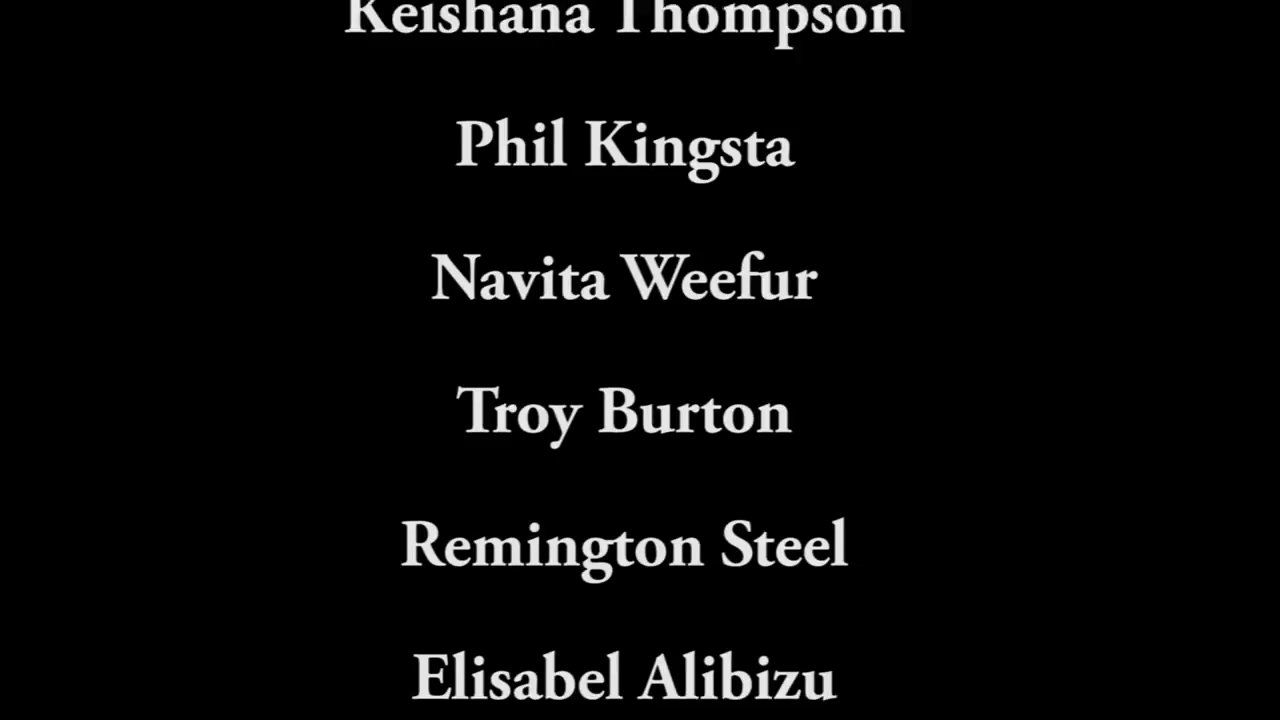 Keishana Thompson
Phil Kingsta
Navita Weefur
Troy Burton
Remington Steel
Elisabel Alibizu